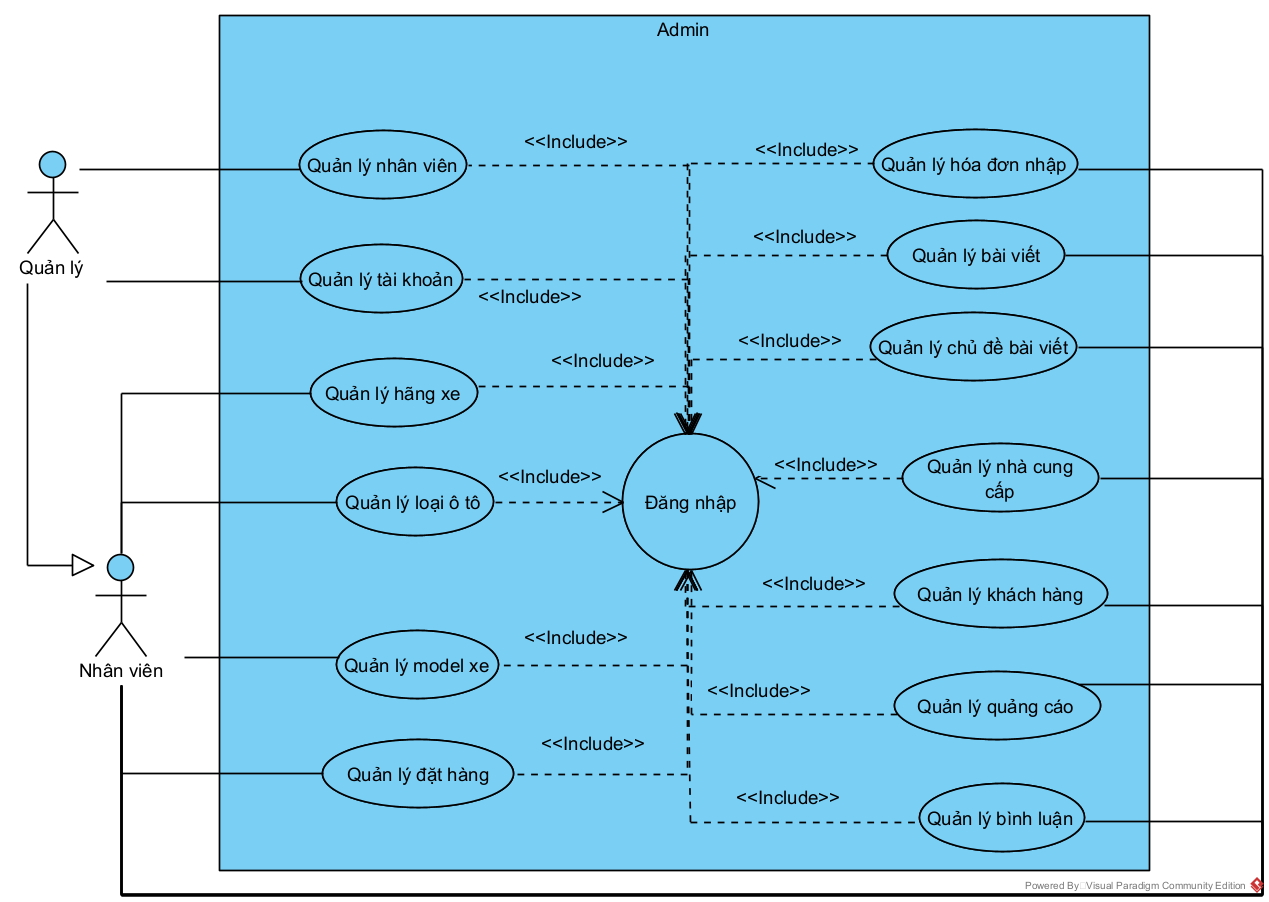 Admin
<<Include>>
<<Include>>
Quản lý nhân viên
Quản lý hóa đơn nhập
<<Include>>
Quản lý bài viết
Quản lý
Quản lý tài khoản
<<Include>>
<<Include>>
Quản lý chủ đề bài viết
<<Include>>
Quản lý hãng xe
<<Include>>
Quản lý nhà cung
cấp
<<Include>>
Quản lý loại ô tô
Đăng nhập
<<Include>>
Quản lý khách hàng
<<Include>>
Nhân viên
Quản lý model xe
<<Include>>
Quản lý quảng cáo
<<Include>>
Quản lý đặt hàng
<<Include>>
Quản lý bình luận
Powered By Visual Paradigm Community Edition